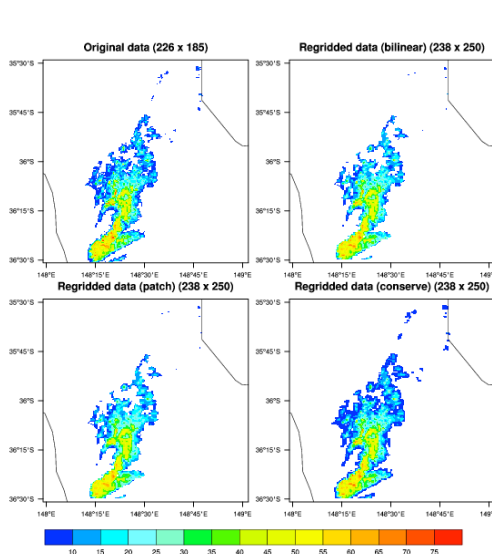 Original data (226 x 185)
Regridded data (bilinear) (238 x 250)
35°30'S
35°30'S
35°45'S
35°45'S
36°S
36°S
36°15'S
36°15'S
36°30'S
36°30'S
148°E 148°15'E 148°30'E 148°45'E 149°E
148°E 148°15'E 148°30'E 148°45'E 149°
Regridded data (patch) (238 x 250)
Regridded data (conserve) (238 x 250)
35°30'S
35°30'S
35°45'S
35°45'S
36°S
36°S
36°15'S
36°15'S
36°30'S
36°30'S
148°E 148°15'E 148°30'E 148°45'E 149°E
148°E 148°15'E 148°30'E 148°45'E 149°
10 15 20 25 30 35 40 45 50 55 60 65 70 75